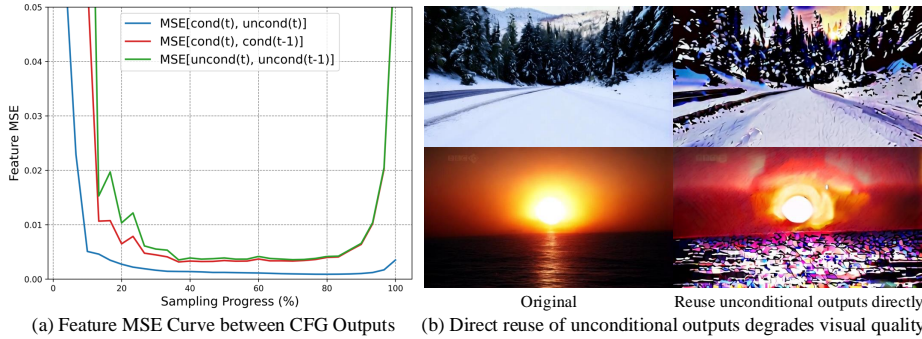 0.05
0.04
0.03
0.02
0.01
0.00
Feature MSE
MSE[cond(t), uncond(t)]
MSE[cond(t), cond(t-1)]
MSE[uncond(t), uncond(t-1)]
0 20 40 60 80 100
Sampling Progress (%)
(a) Feature MSE Curve between CFG Outputs
Original Reuse unconditional outputs directly
(b) Direct reuse of unconditional outputs degrades visual quality